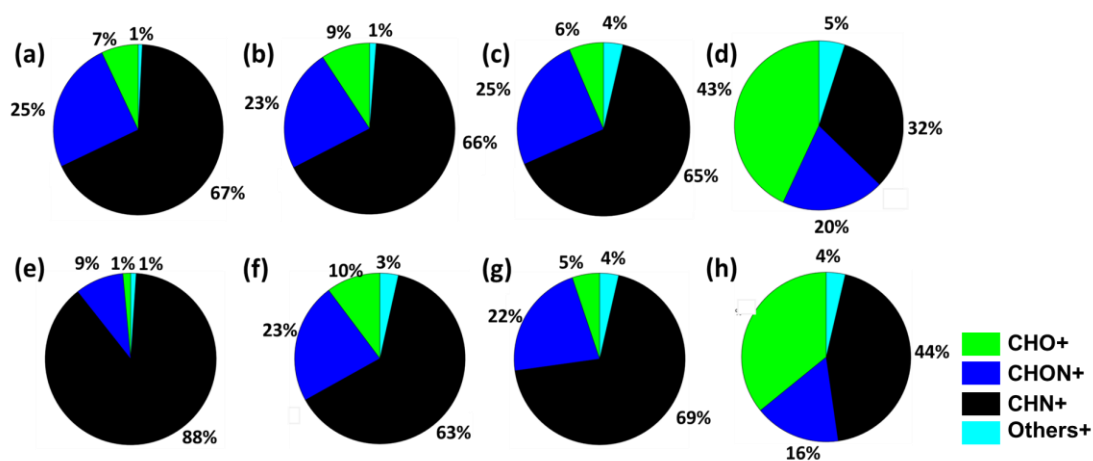 (a) 7% 1%
25%
67%
(b) 9% 1%
23%
66%
(c) 6% 4%
25%
65%
(d) 5%
43%
32%
20%
(e) 9% 1% 1%
88%
(f) 10% 3%
23%
63%
(g) 5% 4%
22%
69%
(h) 4%
44%
16%
CHO+
CHON+
CHN+
Others+